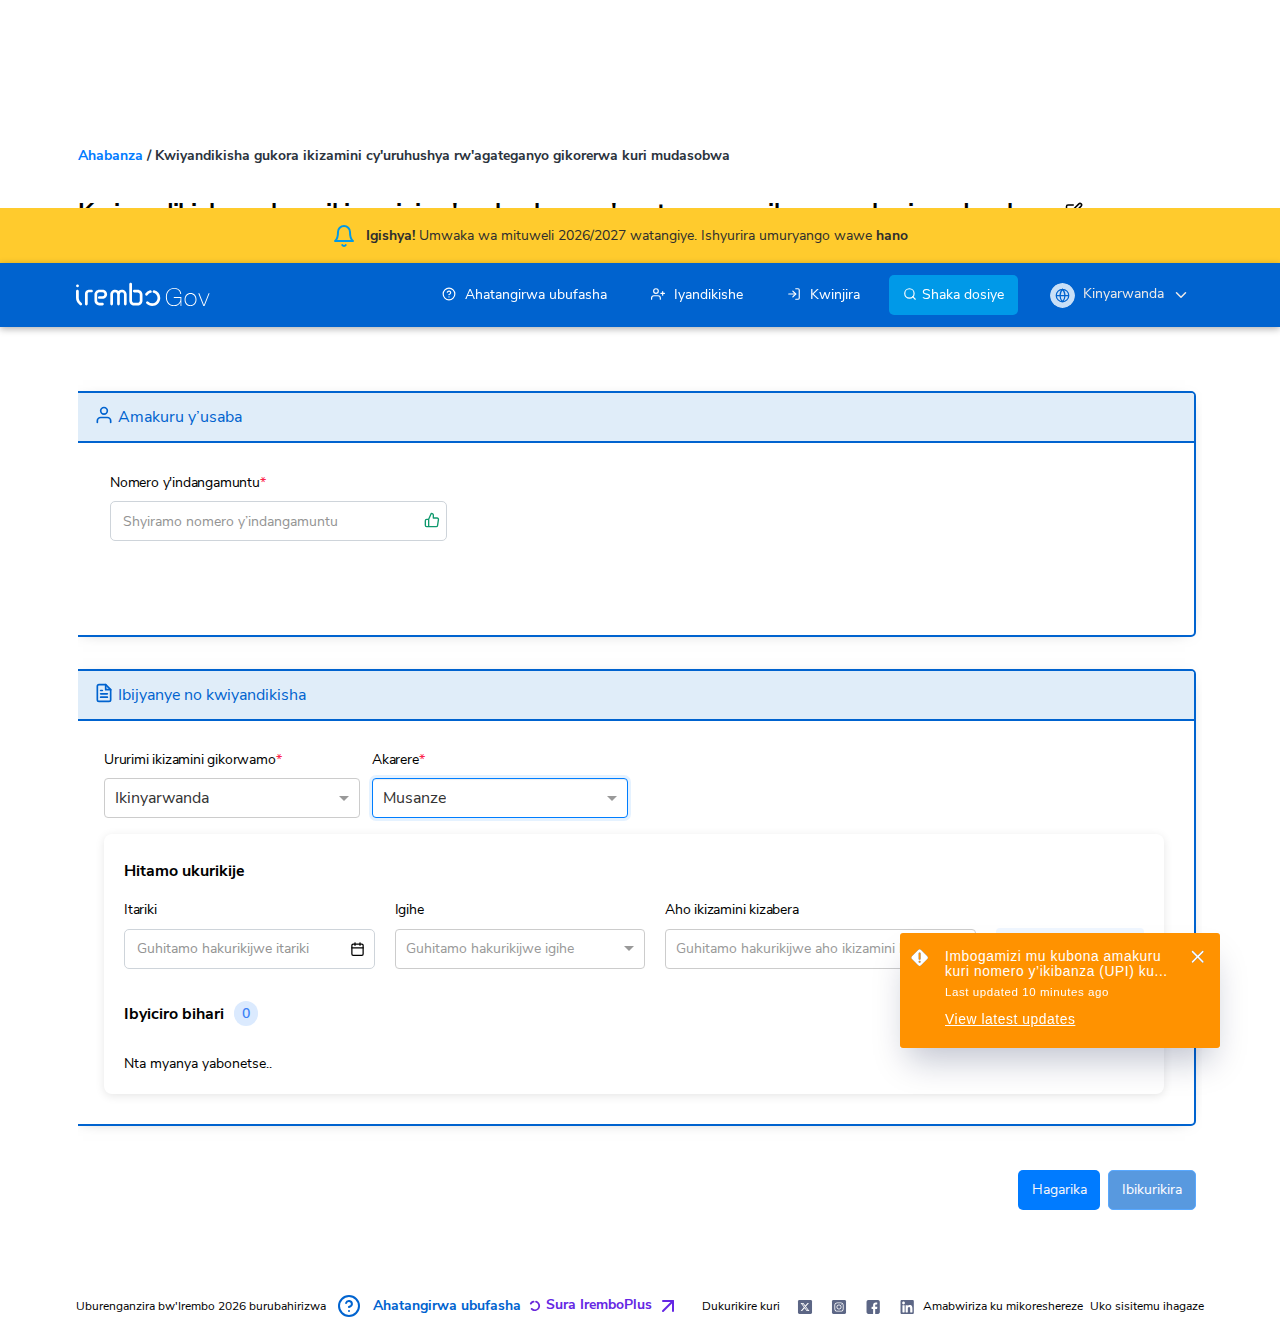 Ahabanza / Kwiyandikisha gukora ikizamini cy'uruhushya rw'agateganyo gikorerwa kuri mudasobwa
Igishya! Umwaka wa mituweli 2026/2027 watangiye. Ishyurira umuryango wawe hano
irembo Gov
Ahatangirwa ubufasha
Iyandikishe
Kwinjira
Shaka dosiye
Kinyarwanda
Amakuru y’usaba
Nomero y'indangamuntu*
Shyiramo nomero y’indangamuntu
Ibijyanye no kwiyandikisha
Ururimi ikizamini gikorwamo*
Akarere*
Ikinyarwanda
Musanze
Hitamo ukurikije
Itariki
Igihe
Aho ikizamini kizabera
Guhitamo hakurikijwe itariki
Guhitamo hakurikijwe igihe
Guhitamo hakurikijwe aho ikizamini
Imbogamizi mu kubona amakuru
kuri nomero y’ikibanza (UPI) ku...
Last updated 10 minutes ago
View latest updates
Ibyiciro bihari 0
Nta myanya yabonetse..
Hagarika
Ibikurikira
Uburenganzira bw'Irembo 2026 burubahirizwa
Ahatangirwa ubufasha
Sura IremboPlus
Dukurikire kuri
Amabwiriza ku mikoreshereze
Uko sisitemu ihagaze